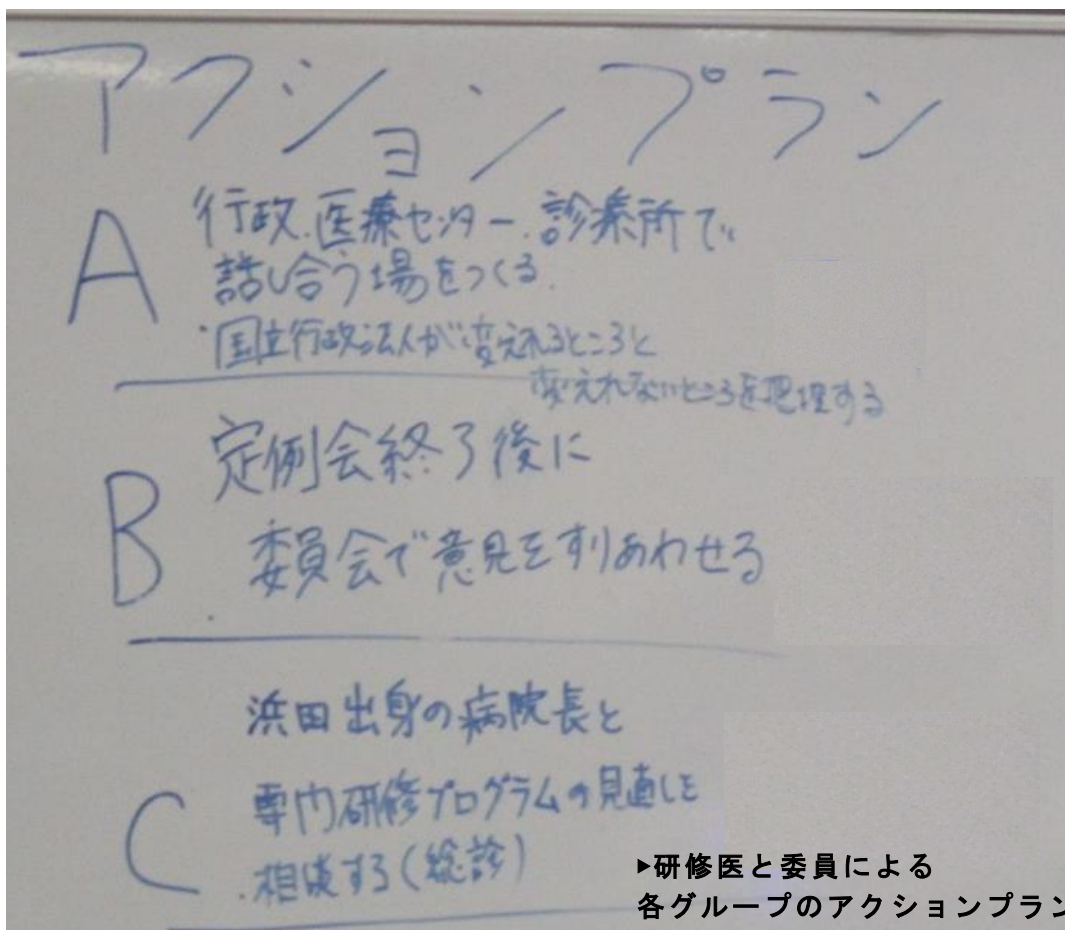 アクションプラン
A 行政.医療センター.診療所で
話し合う場をつくる.
・国立行政法人が変えれるところと
変えれないところを把握する
B 定例会終了後に
委員会で意見をすりあわせる
浜田出身の病院長と
C 専門研修プログラムの見直しを
相談する(総診)
▶研修医と委員による
各グループのアクションプラン